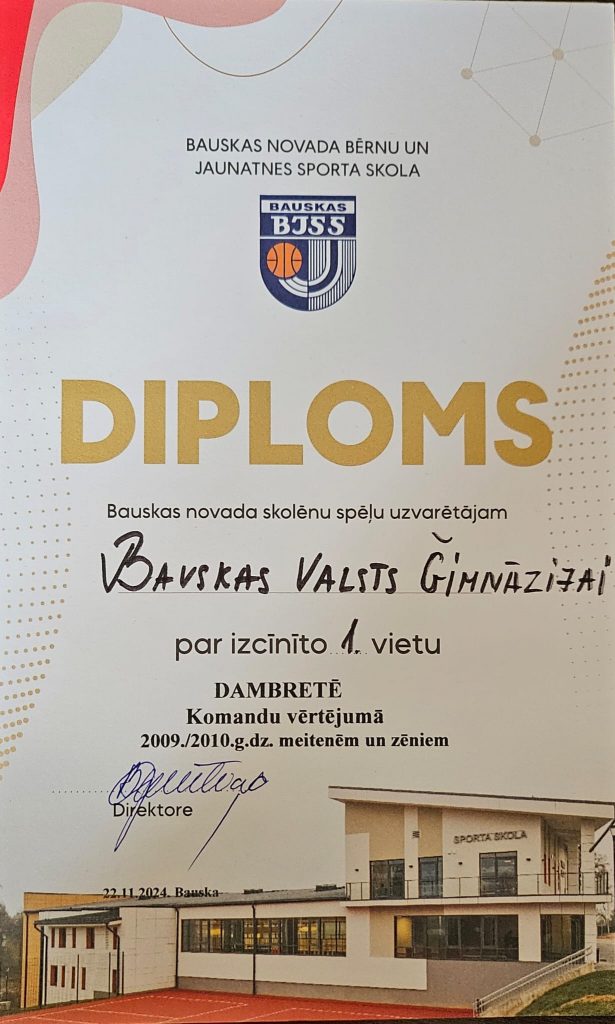 BAUSKAS NOVADA BĒRNU UN
JAUNATNES SPORTA SKOLA
BAUSKAS
BJSS
DIPLOMS
Bauskas novada skolēnu spēļu uzvarētājam
BAUSKAS VALSTS ĞIMNĀZIJAI
par izcīnīto 1. vietu
DAMBRETĒ
Komandu vērtējumā
2009./2010.g.dz. meitenēm un zēniem
Direktore
SPORTA SKOLA
22.11.2024. Bauska